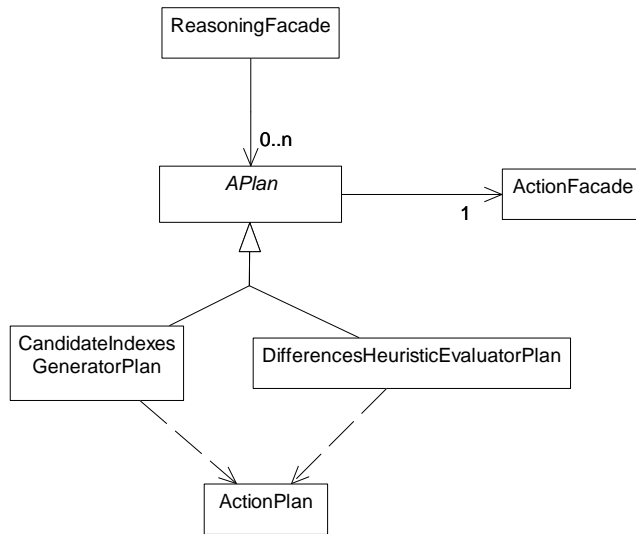 ReasoningFacade
0..n
APlan
ActionFacade
1
CandidateIndexes
GeneratorPlan
DifferencesHeuristicEvaluatorPlan
ActionPlan